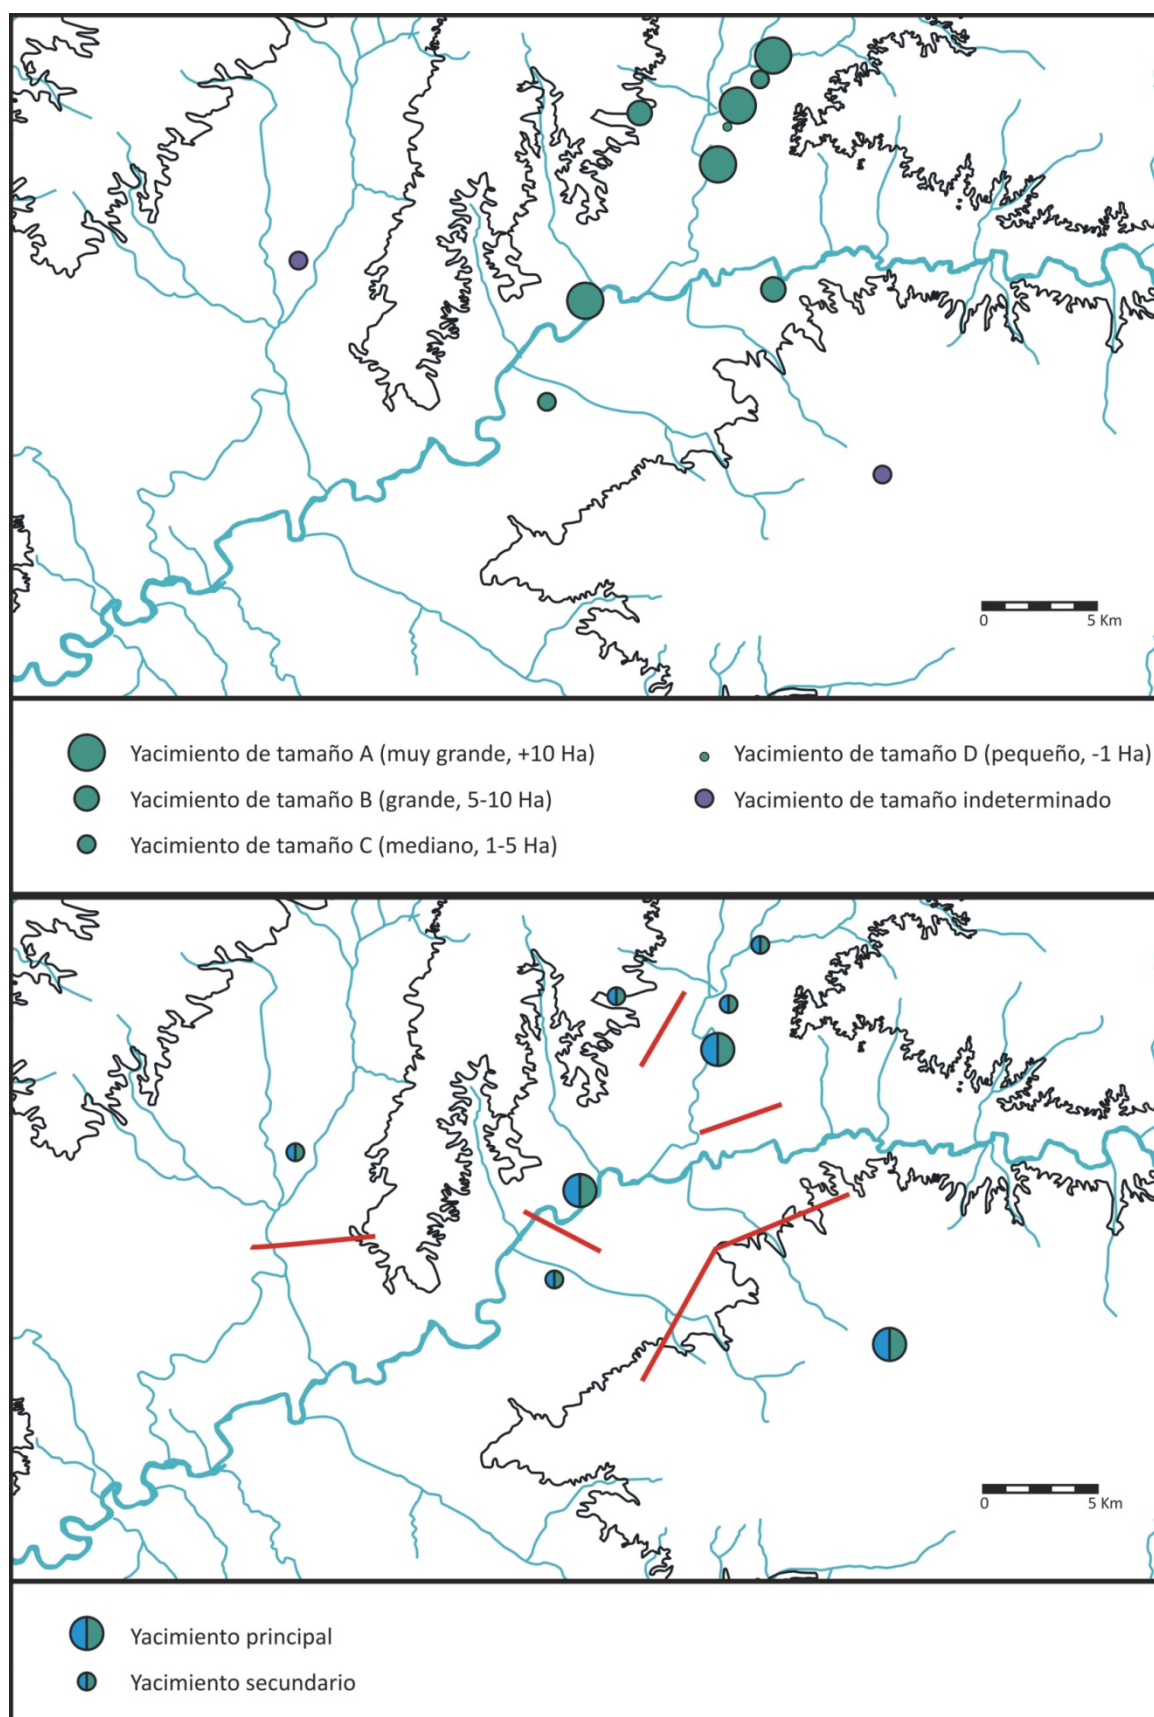 0 5 Km
Yacimiento de tamaño A (muy grande, +10 Ha)
Yacimiento de tamaño B (grande, 5-10 Ha)
Yacimiento de tamaño C (mediano, 1-5 Ha)
Yacimiento de tamaño D (pequeño, -1 Ha)
Yacimiento de tamaño indeterminado
0 5 Km
Yacimiento principal
Yacimiento secundario